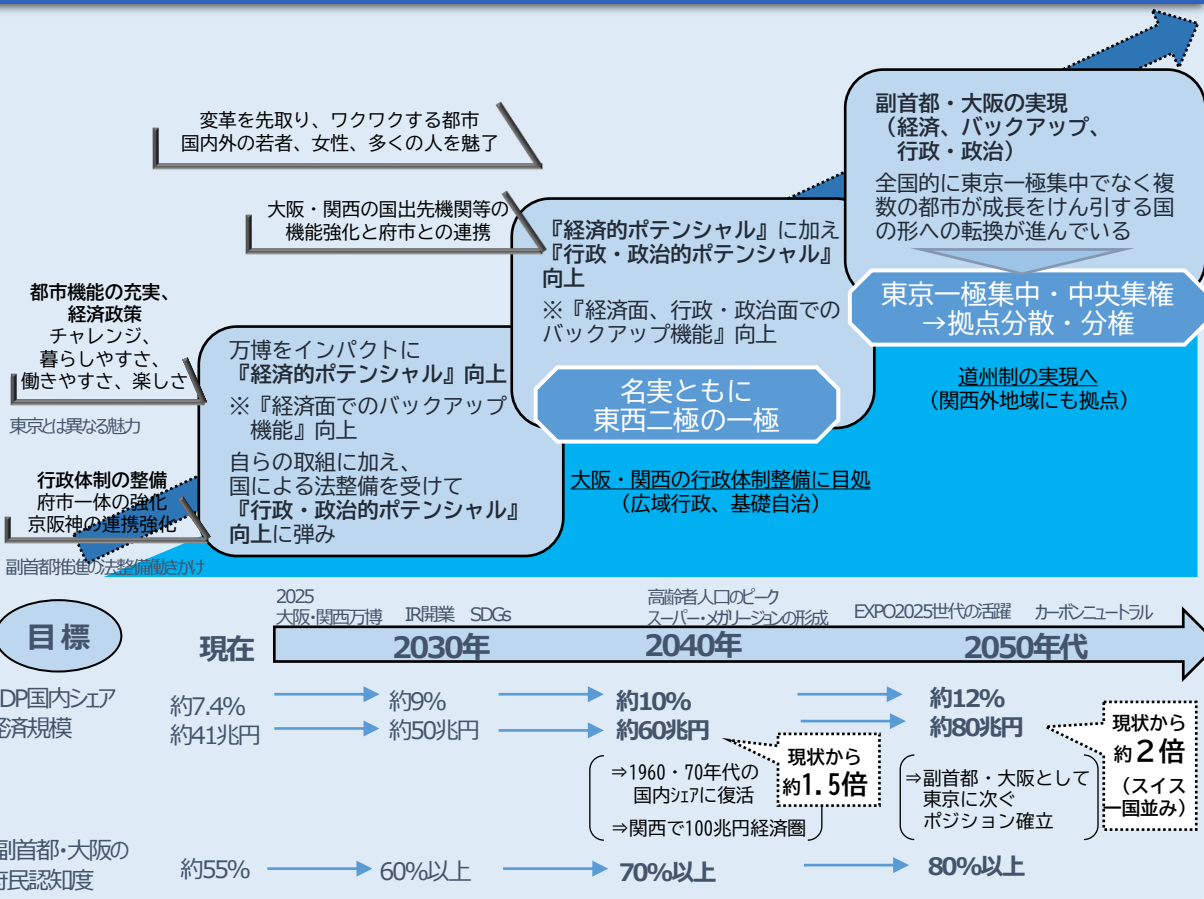 変革を先取り、ワクワクする都市
国内外の若者、女性、多くの人を魅了
大阪・関西の国出先機関等の
機能強化と府市との連携
都市機能の充実、
経済政策
チャレンジ、
暮らしやすさ、
働きやすさ、楽しさ
東京とは異なる魅力
行政体制の整備
府市一体の強化
京阪神の連携強化
副首都推進の法整備働きかけ
万博をインパクトに
『経済的ポテンシャル』向上
※『経済面でのバックアップ
機能』向上
自らの取組に加え、
国による法整備を受けて
『行政・政治的ポテンシャル』
向上に弾み
『経済的ポテンシャル』に加え
『行政・政治的ポテンシャル』
向上
※『経済面、行政・政治面での
バックアップ機能』向上
名実ともに
東西二極の一極
大阪・関西の行政体制整備に目処
（広域行政、基礎自治）
副首都・大阪の実現
（経済、バックアップ、
行政・政治）
全国的に東京一極集中でなく複
数の都市が成長をけん引する国
の形への転換が進んでいる
東京一極集中・中央集権
→拠点分散・分権
道州制の実現へ
（関西外地域にも拠点）
目標
2025
大阪・関西万博 IR開業 SDGs
高齢者人口のピーク
スーパー・メガリージョンの形成
EXPO2025世代の活躍 カーボンニュートラル
現在 2030年 2040年 2050年代
DP国内シェア 約7.4% 約9% 約10% 約12%
経済規模 約41兆円 約50兆円 約60兆円 約80兆円
現状から
約1.5倍
現状から
約2倍
（スイス
一国並み）
⇒1960・70年代の
国内シェアに復活
⇒関西で100兆円経済圏
⇒副首都・大阪として
東京に次ぐ
ポジション確立
副首都・大阪の
府民認知度 約55% 60%以上 70%以上 80%以上